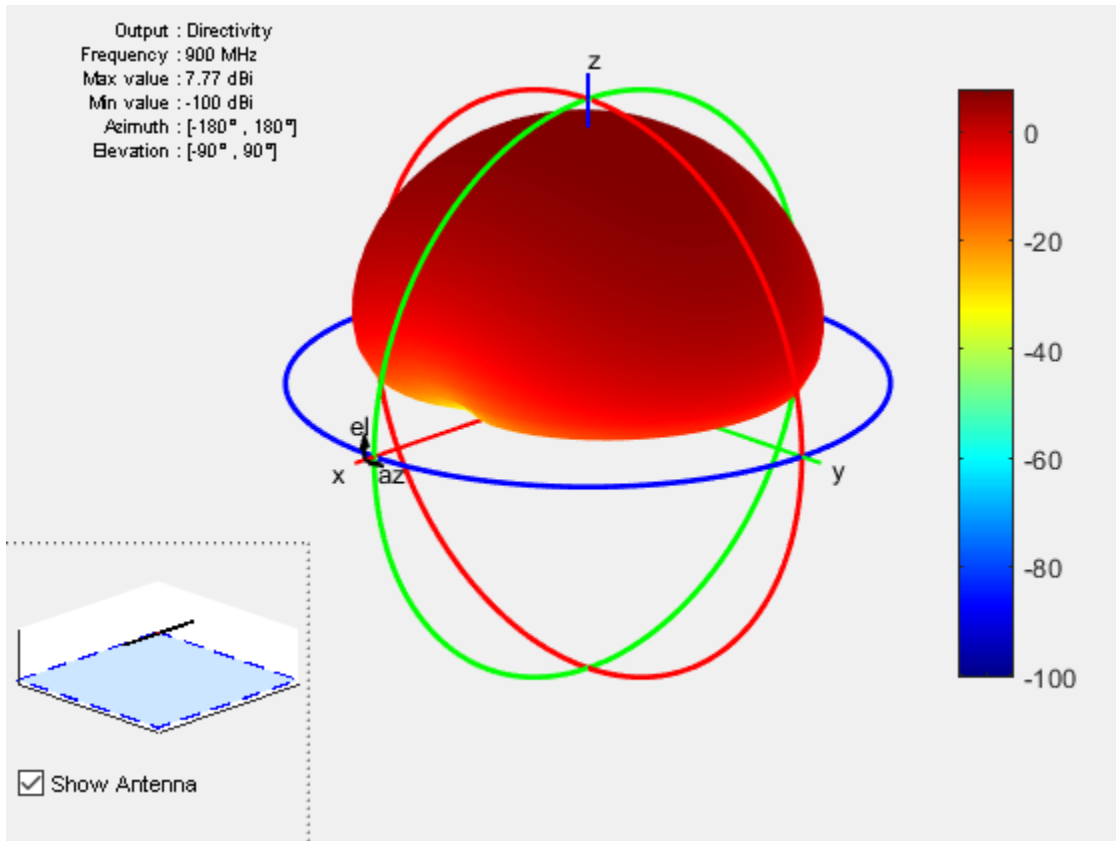 Output : Directivity
Frequency : 900 MHz
Max value : 7.77 dBi
Min value : -100 dBi
Azimuth : [-180° , 180°]
Elevation : [-90° , 90°]
z
0
-20
-40
-60
-80
-100
el
x
az
y
Show Antenna